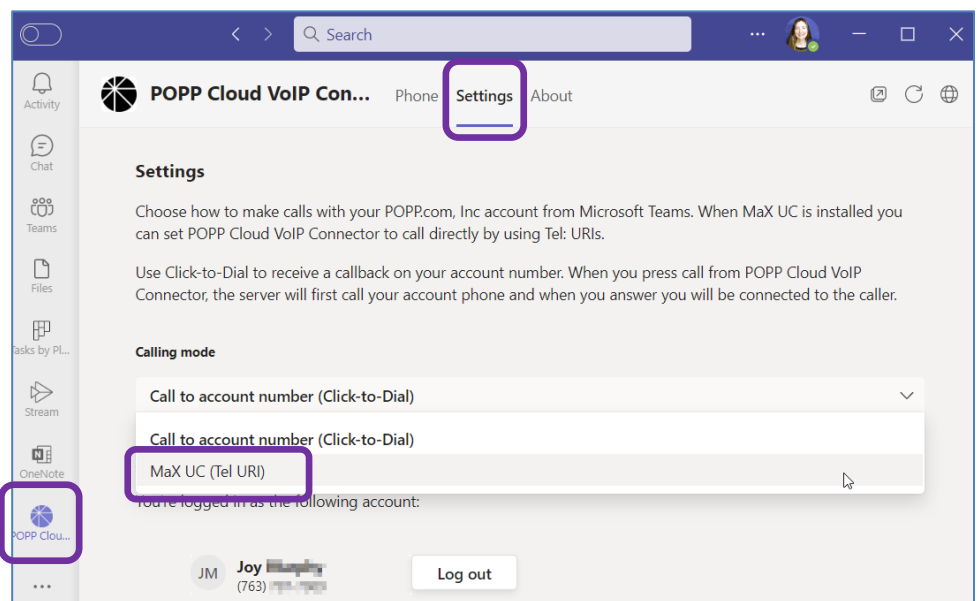 Search
Activity
Chat
Teams
Files
Tasks by Pl...
Stream
OneNote
POPP Clou...
POPP Cloud VoIP Con...
Phone
Settings
About
Settings
Choose how to make calls with your POPP.com, Inc account from Microsoft Teams. When MaX UC is installed you
can set POPP Cloud VoIP Connector to call directly by using Tel: URIs.
Use Click-to-Dial to receive a callback on your account number. When you press call from POPP Cloud VoIP
Connector, the server will first call your account phone and when you answer you will be connected to the caller.
Calling mode
Call to account number (Click-to-Dial)
Call to account number (Click-to-Dial)
MaX UC (Tel URI)
You're logged in as the following account:
JM
Joy
(763)
Log out